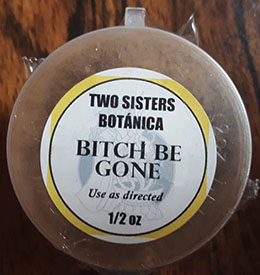 TWO SISTERS
BOTÁNICA
BITCH BE
GONE
Use as directed
1/2 oz